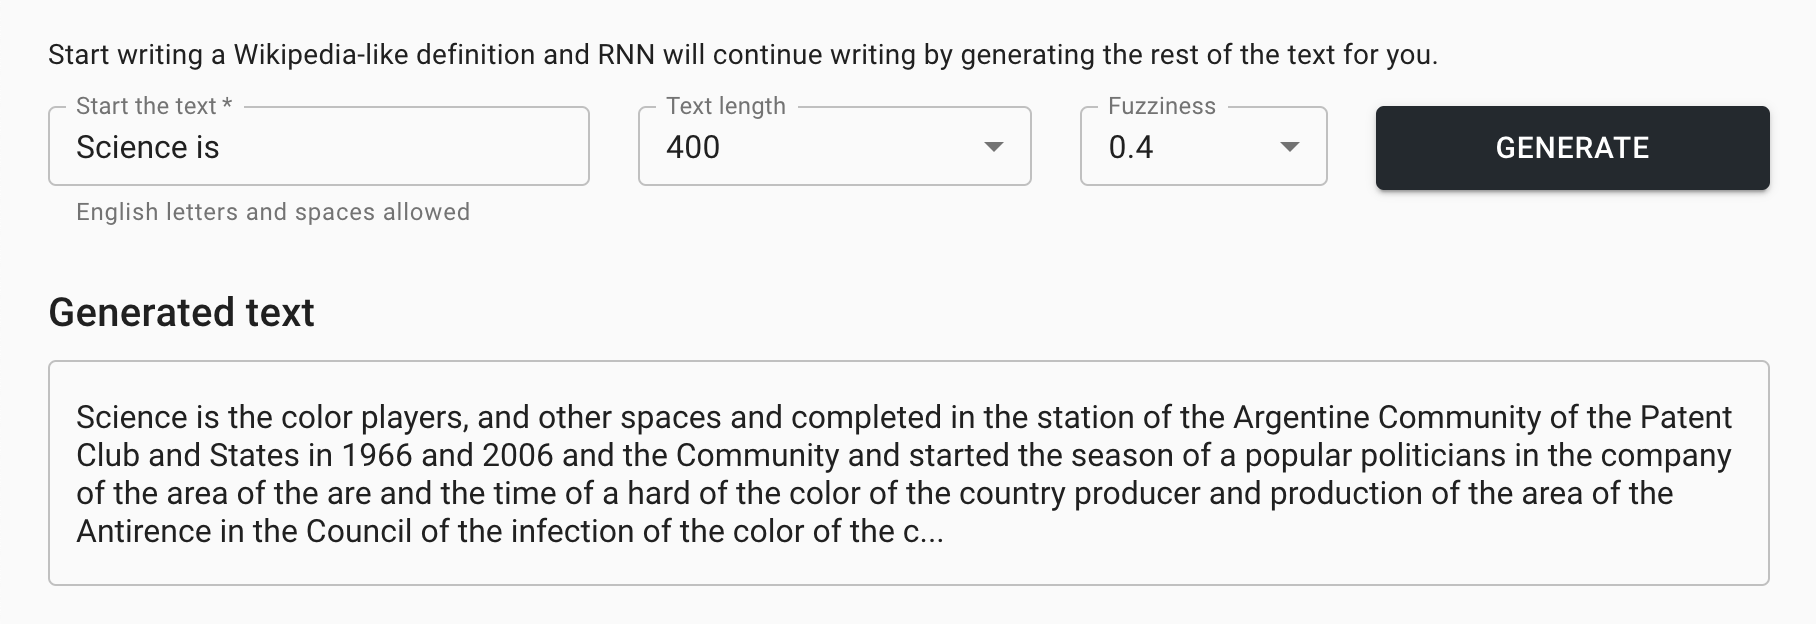 Start writing a Wikipedia-like definition and RNN will continue writing by generating the rest of the text for you.
Start the text *
Science is
English letters and spaces allowed
Text length
400
Fuzziness
0.4
GENERATE
Generated text
Science is the color players, and other spaces and completed in the station of the Argentine Community of the Patent
Club and States in 1966 and 2006 and the Community and started the season of a popular politicians in the company
of the area of the are and the time of a hard of the color of the country producer and production of the area of the
Antirence in the Council of the infection of the color of the c...